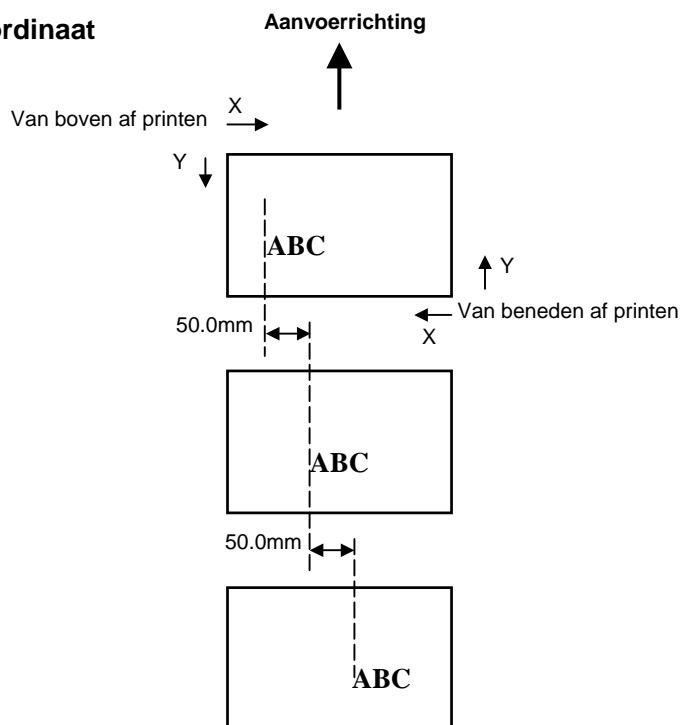 ordinaat
Aanvoerrichting
X
Van boven af printen
Y
ABC
Y
Van beneden af printen
X
50.0mm
ABC
50.0mm
ABC